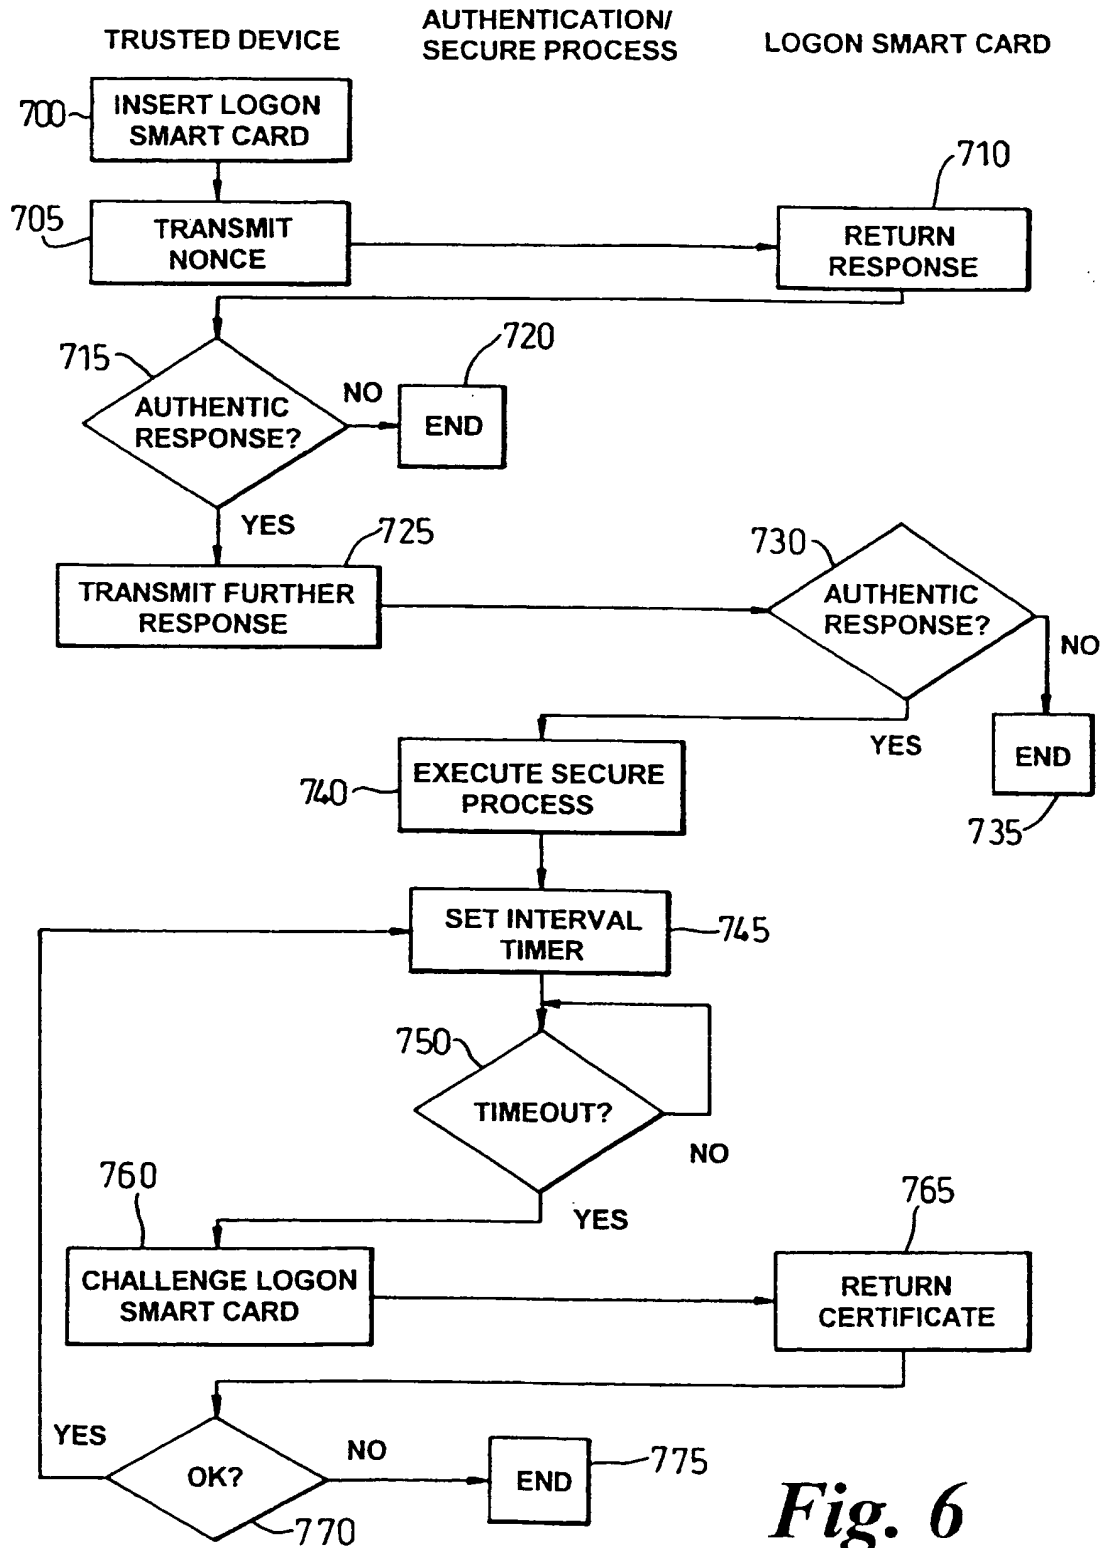 AUTHENTICATION/
TRUSTED DEVICE
SECURE PROCESS
LOGON SMART CARD
700
INSERT LOGON
SMART CARD
710
705
TRANSMIT
NONCE
RETURN
RESPONSE
720
715
NO
AUTHENTIC
RESPONSE?
END
YES
725
730
TRANSMIT FURTHER
RESPONSE
AUTHENTIC
RESPONSE?
NO
YES
END
735
740
EXECUTE SECURE
PROCESS
SET INTERVAL
TIMER
745
750
TIMEOUT?
NO
YES
760
765
CHALLENGE LOGON
SMART CARD
RETURN
CERTIFICATE
YES
NO
OK?
END
775
770
Fig. 6